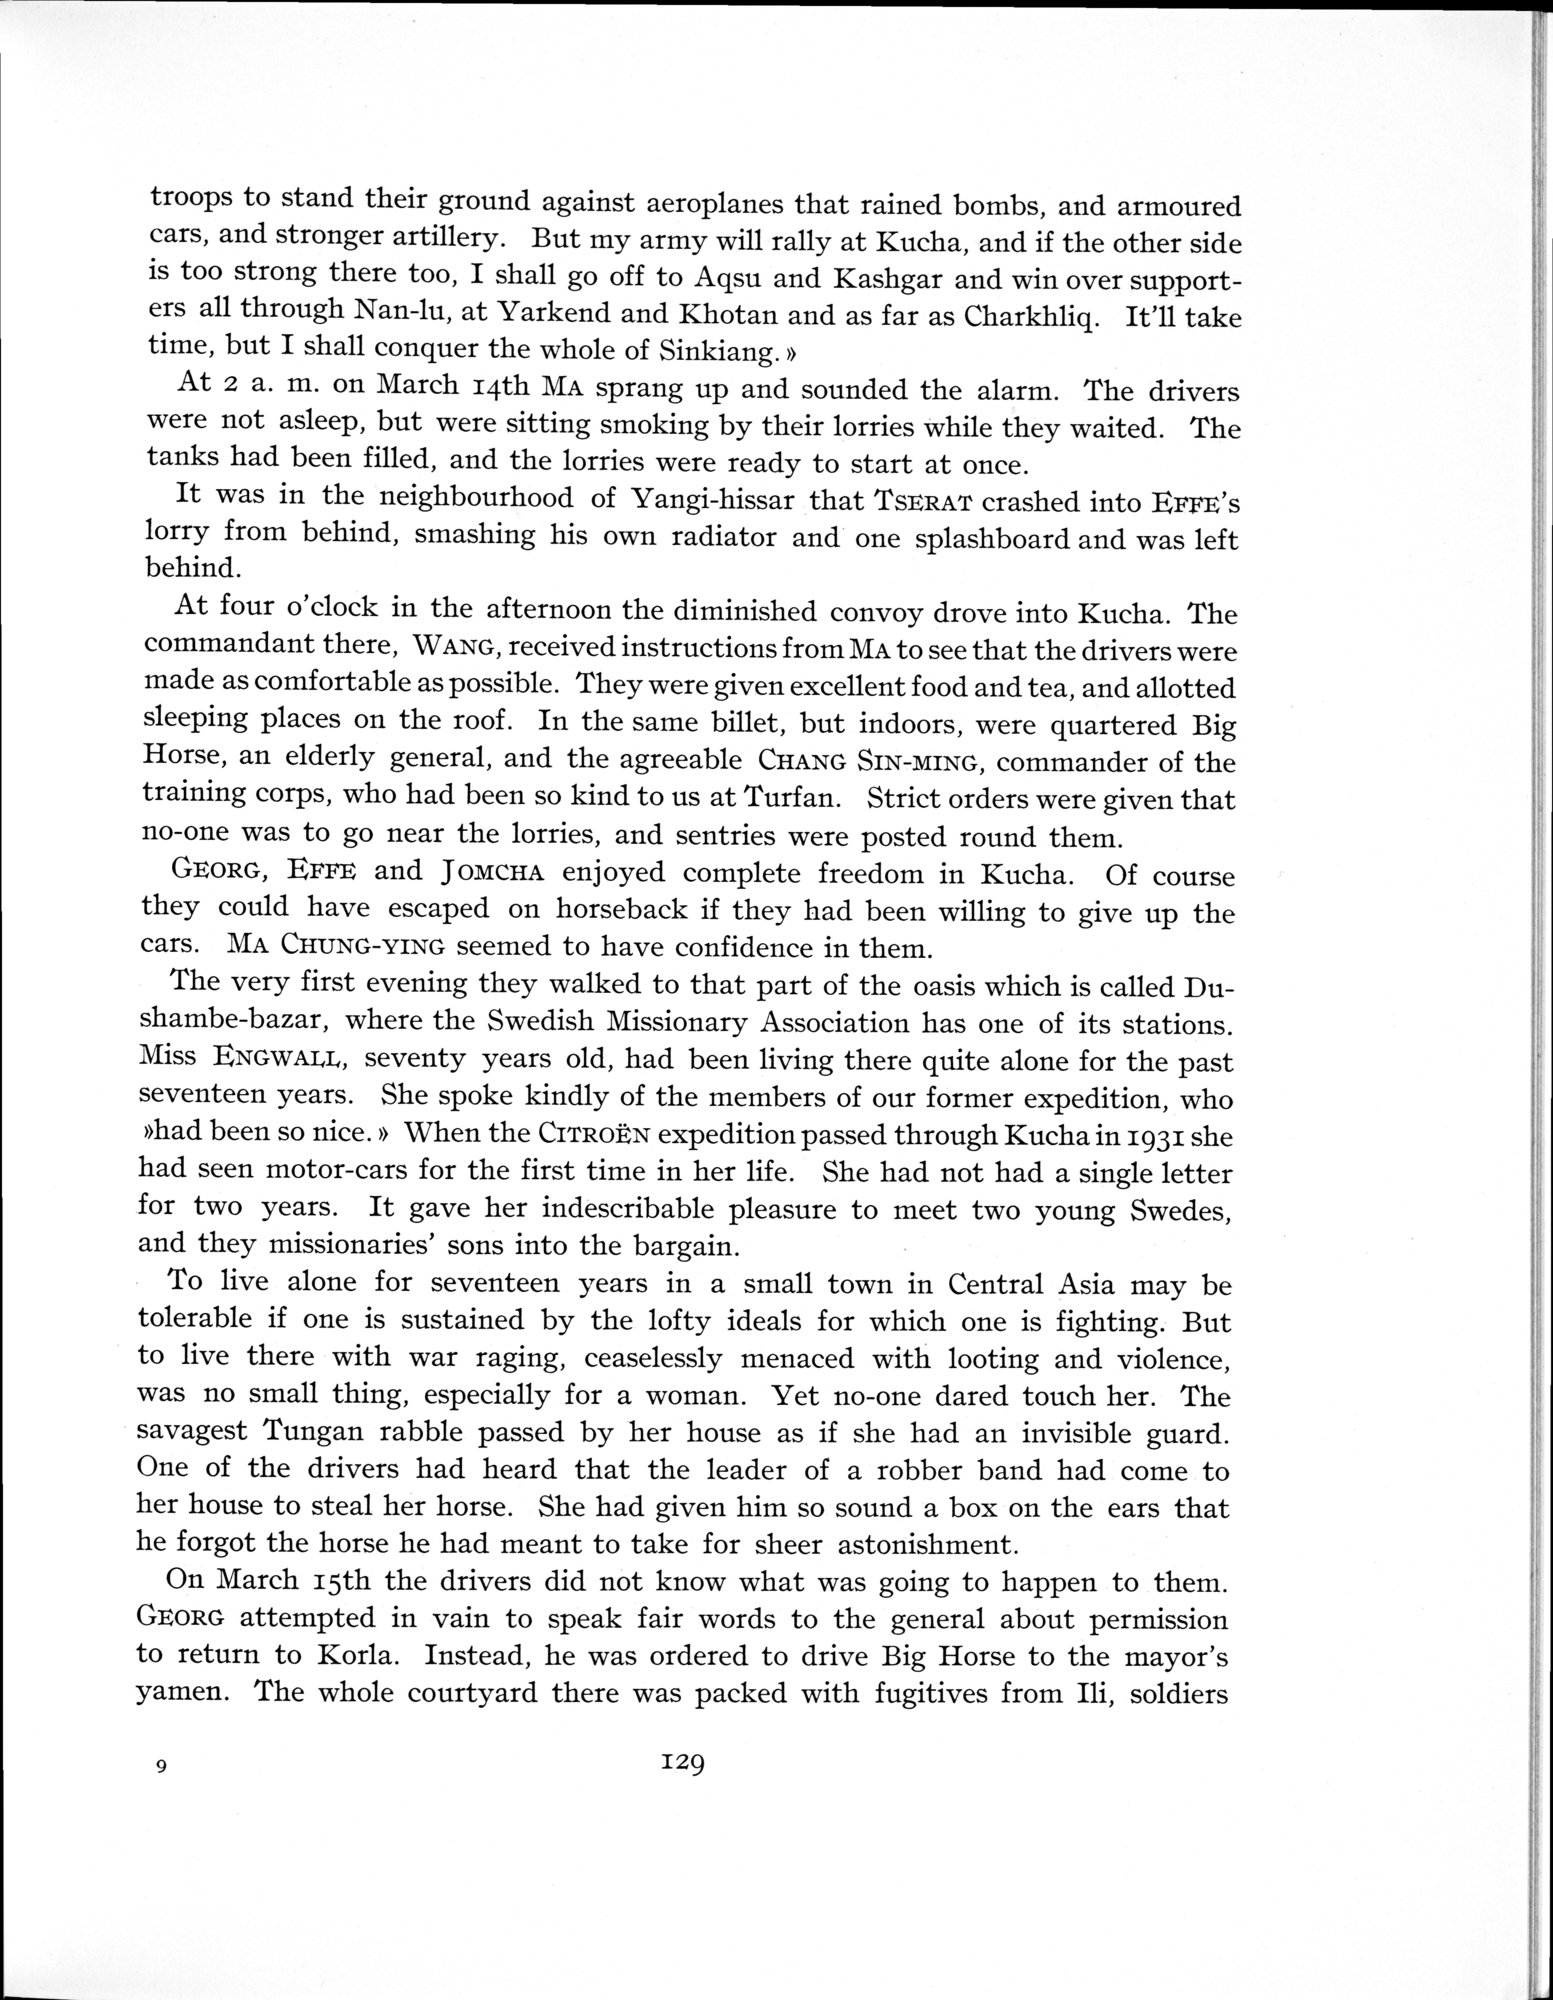 troops to stand their ground against aeroplanes that rained bombs, and armoured
cars, and stronger artillery. But my army will rally at Kucha, and if the other side
is too strong there too, I shall go off to Aqsu and Kashgar and win over support-
ers all through Nan-lu, at Yarkend and Khotan and as far as Charkhliq. It'll take
time, but I shall conquer the whole of Sinkiang.»
At 2 a. m. on March 14th MA sprang up and sounded the alarm. The drivers
were not asleep, but were sitting smoking by their lorries while they waited. The
tanks had been filled, and the lorries were ready to start at once.
It was in the neighbourhood of Yangi-hissar that TSERAT crashed into EFFE's
lorry from behind, smashing his own radiator and one splashboard and was left
behind.
At four o'clock in the afternoon the diminished convoy drove into Kucha. The
commandant there, WANG, received instructions from MA to see that the drivers were
made as comfortable as possible. They were given excellent food and tea, and allotted
sleeping places on the roof. In the same billet, but indoors, were quartered Big
Horse, an elderly general, and the agreeable CHANG SIN-MING, commander of the
training corps, who had been so kind to us at Turfan. Strict orders were given that
no-one was to go near the lorries, and sentries were posted round them.
GEORG, EFFE and JOMCHA enjoyed complete freedom in Kucha. Of course
they could have escaped on horseback if they had been willing to give up the
cars. MA CHUNG-YING seemed to have confidence in them.
The very first evening they walked to that part of the oasis which is called Du-
shambe-bazar, where the Swedish Missionary Association has one of its stations.
Miss ENGWALL, seventy years old, had been living there quite alone for the past
seventeen years. She spoke kindly of the members of our former expedition, who
»had been so nice.» When the CITROËN expedition passed through Kucha in 1931 she
had seen motor-cars for the first time in her life. She had not had a single letter
for two years. It gave her indescribable pleasure to meet two young Swedes,
and they missionaries' sons into the bargain.
To live alone for seventeen years in a small town in Central Asia may be
tolerable if one is sustained by the lofty ideals for which one is fighting. But
to live there with war raging, ceaselessly menaced with looting and violence,
was no small thing, especially for a woman. Yet no-one dared touch her. The
savagest Tungan rabble passed by her house as if she had an invisible guard.
One of the drivers had heard that the leader of a robber band had come to
her house to steal her horse. She had given him so sound a box on the ears that
he forgot the horse he had meant to take for sheer astonishment.
On March 15th the drivers did not know what was going to happen to them.
GEORG attempted in vain to speak fair words to the general about permission
to return to Korla. Instead, he was ordered to drive Big Horse to the mayor's
yamen. The whole courtyard there was packed with fugitives from Ili, soldiers
9 129